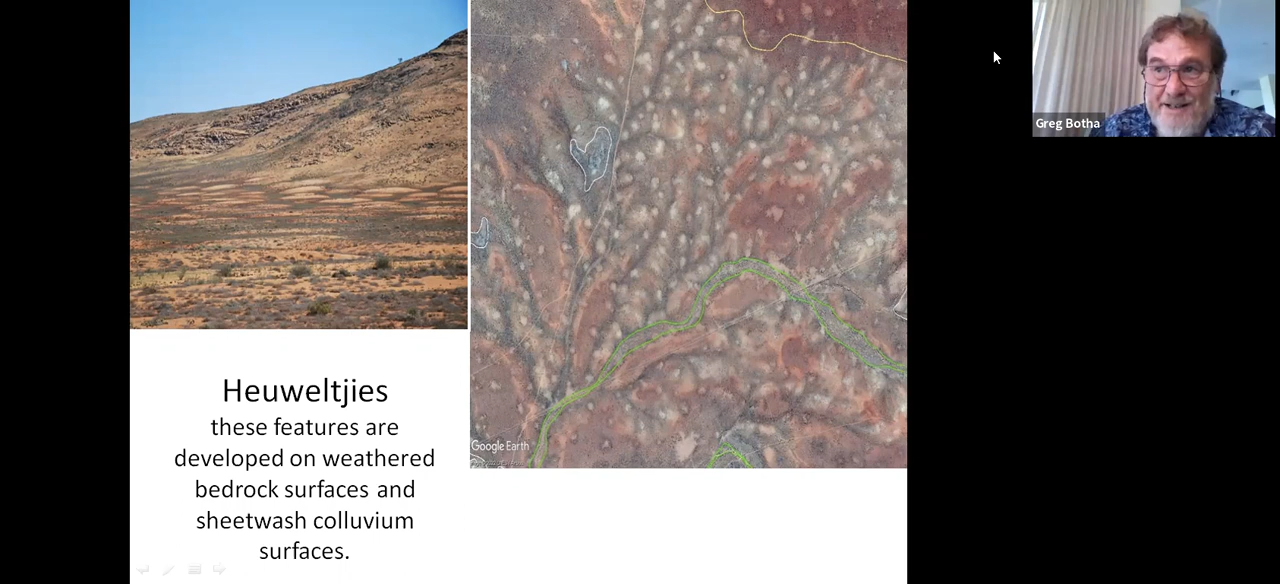 Greg Botha
Google Earth
Heuweltjies
these features are
developed on weathered
bedrock surfaces and
sheetwash colluvium
surfaces.